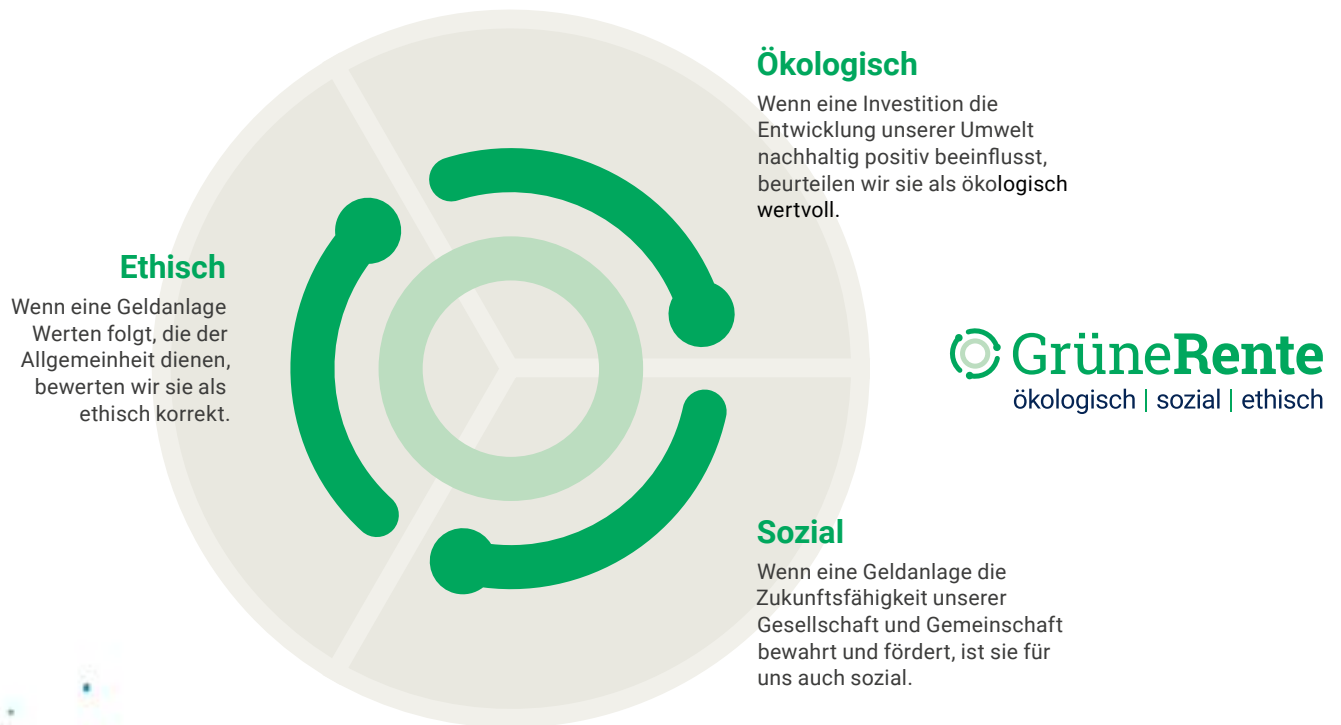 Ökologisch
Wenn eine Investition die
Entwicklung unserer Umwelt
nachhaltig positiv beeinflusst,
beurteilen wir sie als ökologisch
wertvoll.
Ethisch
Wenn eine Geldanlage
Werten folgt, die der
Allgemeinheit dienen,
bewerten wir sie als
ethisch korrekt.
GrüneRente
ökologisch | sozial | ethisch
Sozial
Wenn eine Geldanlage die
Zukunftsfähigkeit unserer
Gesellschaft und Gemeinschaft
bewahrt und fördert, ist sie für
uns auch sozial.